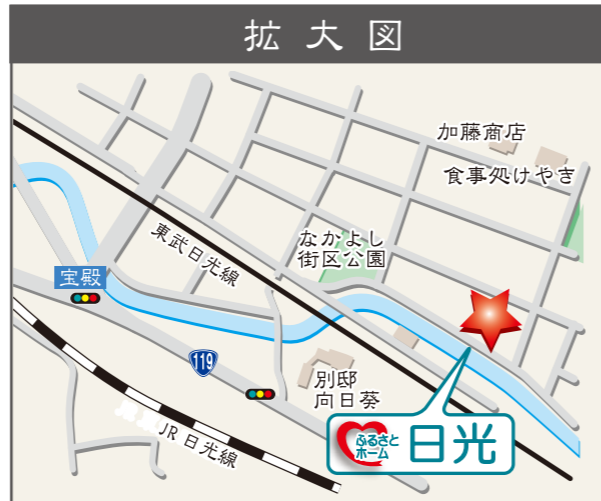 拡大図
加藤商店
食事処けやき
なかよし
街区公園
東武日光線
宝殿
119
別邸
向日葵
JR 日光線
ふるさと
ホーム
日光